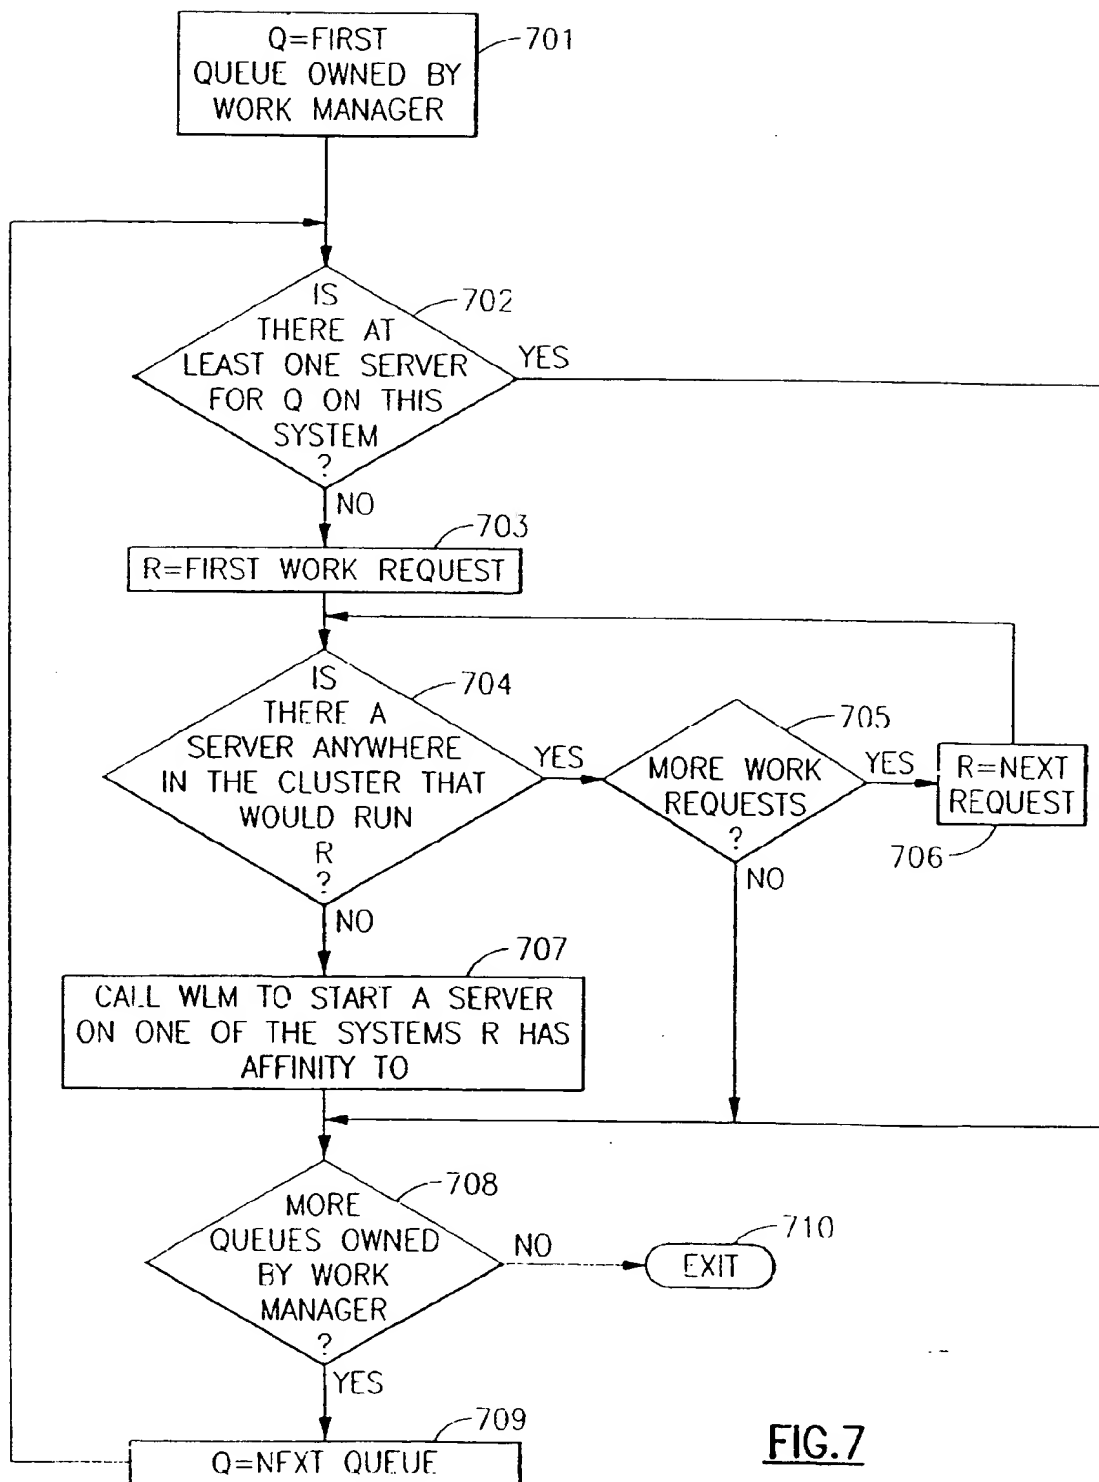 Q=FIRST
QUEUE OWNED BY
WORK MANAGER
701
IS
THERE AT
LEAST ONE SERVER
FOR Q ON THIS
SYSTEM
?
702
YES
NO
703
R=FIRST WORK REQUEST
IS
THERE A
SERVER ANYWHERE
IN THE CLUSTER THAT
WOULD RUN
R
?
704
YES
NO
MORE WORK
REQUESTS
?
705
YES
NO
R=NEXT
REQUEST
706
707
CALL WLM TO START A SERVER
ON ONE OF THE SYSTEMS R HAS
AFFINITY TO
MORE
QUEUES OWNED
BY WORK
MANAGER
?
708
NO
EXIT
710
YES
709
Q=NEXT QUEUE
FIG.7